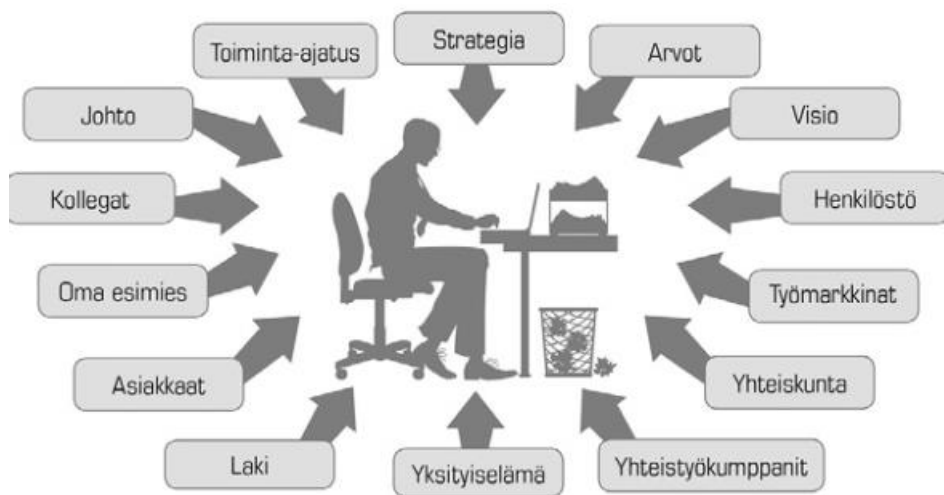 Strategia
Toiminta-ajatus
Arvot
Johto
Visio
Kollegat
Henkilöstö
Oma esimies
Työmarkkinat
Asiakkaat
Yhteiskunta
Laki
Yksityiselämä
Yhteistyökumppanit